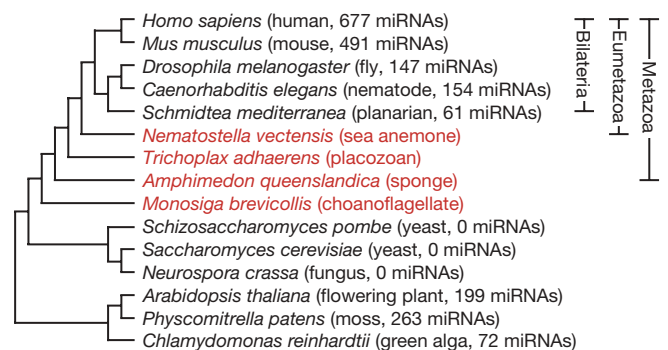 Homo sapiens (human, 677 miRNAs)
Mus musculus (mouse, 491 miRNAs)
Drosophila melanogaster (fly, 147 miRNAs)
Caenorhabditis elegans (nematode, 154 miRNAs)
Schmidtea mediterranea (planarian, 61 miRNAs)
Nematostella vectensis (sea anemone)
Trichoplax adhaerens (placozoan)
Amphimedon queenslandica (sponge)
Monosiga brevicollis (choanoflagellate)
Schizosaccharomyces pombe (yeast, 0 miRNAs)
Saccharomyces cerevisiae (yeast, 0 miRNAs)
Neurospora crassa (fungus, 0 miRNAs)
Arabidopsis thaliana (flowering plant, 199 miRNAs)
Physcomitrella patens (moss, 263 miRNAs)
Chlamydomonas reinhardtii (green alga, 72 miRNAs)
Bilateria
Eumetazoa
Metazoa